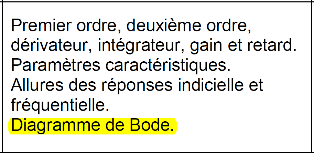 Premier ordre, deuxième ordre,
dérivateur, intégrateur, gain et retard.
Paramètres caractéristiques.
Allures des réponses indicielle et
fréquentielle.
Diagramme de Bode.